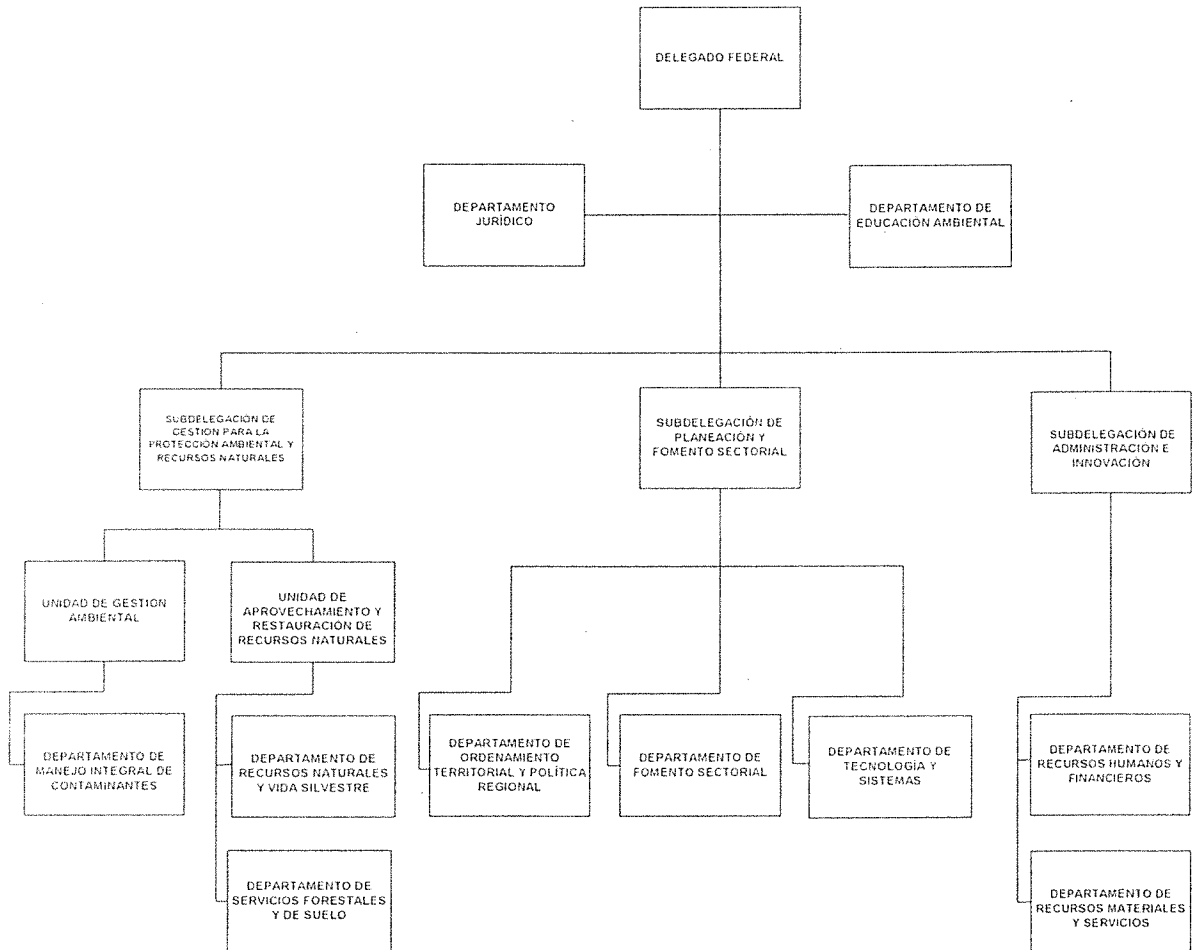 DELEGADO FEDERAL
DEPARTAMENTO
JURÍDICO
DEPARTAMENTO DE
EDUCACIÓN AMBIENTAL
SUBDELEGACIÓN DE
GESTIÓN PARA LA
PROTECCIÓN AMBIENTAL Y
RECURSOS NATURALES
SUBDELEGACIÓN DE
PLANEACIÓN Y
FOMENTO SECTORIAL
SUBDELEGACIÓN DE
ADMINISTRACIÓN E
INNOVACIÓN
UNIDAD DE GESTION
AMBIENTAL
UNIDAD DE
APROVECHAMIENTO Y
RESTAURACIÓN DE
RECURSOS NATURALES
DEPARTAMENTO DE
MANEJO INTEGRAL DE
CONTAMINANTES
DEPARTAMENTO DE
RECURSOS NATURALES
Y VIDA SILVESTRE
DEPARTAMENTO DE
ORDENAMIENTO
TERRITORIAL Y POLÍTICA
REGIONAL
DEPARTAMENTO DE
FOMENTO SECTORIAL
DEPARTAMENTO DE
TECNOLOGÍA Y
SISTEMAS
DEPARTAMENTO DE
RECURSOS HUMANOS Y
FINANCIEROS
DEPARTAMENTO DE
SERVICIOS FORESTALES
Y DE SUELO
DEPARTAMENTO DE
RECURSOS MATERIALES
Y SERVICIOS